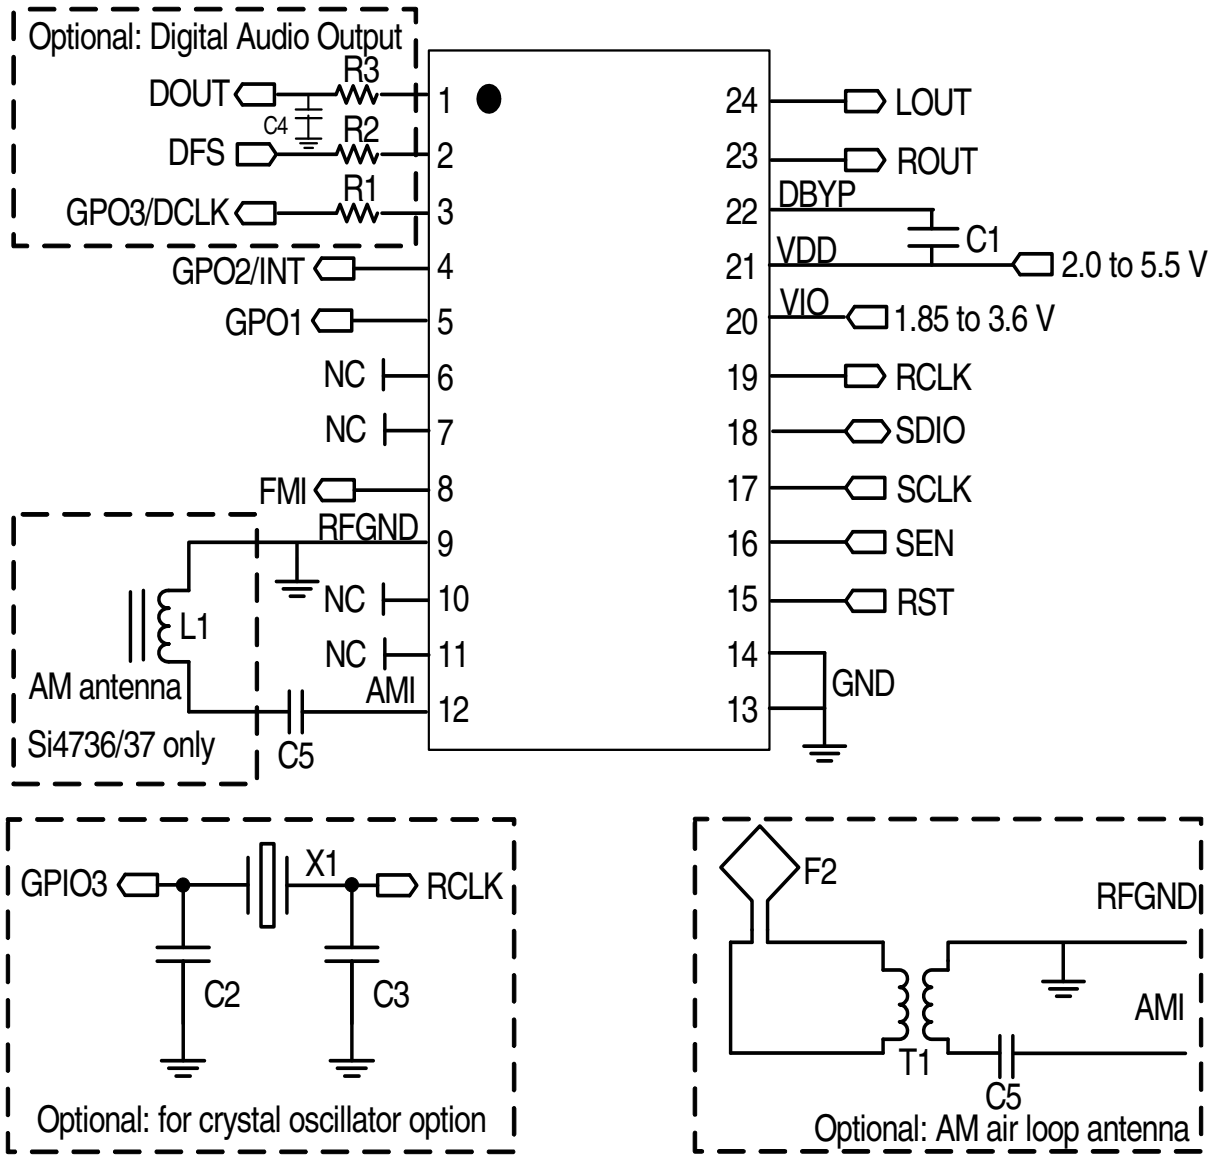 Optional: Digital Audio Output
DOUT
R3
1
C4
DFS
R2
2
GPO3/DCLK
R1
3
GPO2/INT
4
GPO1
5
NC
6
NC
7
FMI
8
RFGND
9
NC
10
NC
11
AMI
12
L1
AM antenna
Si4736/37 only
C5
24
LOUT
23
ROUT
22
DBYP
C1
21
VDD
2.0 to 5.5 V
20
VIO
1.85 to 3.6 V
19
RCLK
18
SDIO
17
SCLK
16
SEN
15
RST
14
GND
13
GPIO3
X1
RCLK
C2
C3
Optional: for crystal oscillator option
F2
RFGND
AMI
T1
C5
Optional: AM air loop antenna